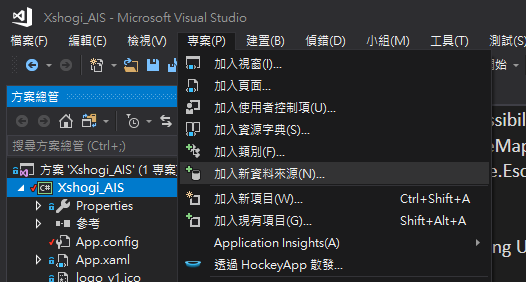 Xshogi_AIS - Microsoft Visual Studio
檔案(F) 編輯(E) 檢視(V) 專案(P) 建置(B) 偵錯(D) 小組(M) 工具(T) 測試(S)
加入視窗(I)...
始
加入頁面...
方案總管
加入使用者控制項(U)...
加入資源字典(S)...
搜尋方案總管 (Ctrl+;)
加入類別(F)...
方案 'Xshogi_AIS' (1 專案)
加入新資料來源(N)...
C# Xshogi_AIS
加入新項目(W)... Ctrl+Shift+A
Properties
加入現有項目(G)... Shift+Alt+A
參考
Application Insights(A)
App.config
透過 HockeyApp 散發...
App.xaml
logo_v1.ico